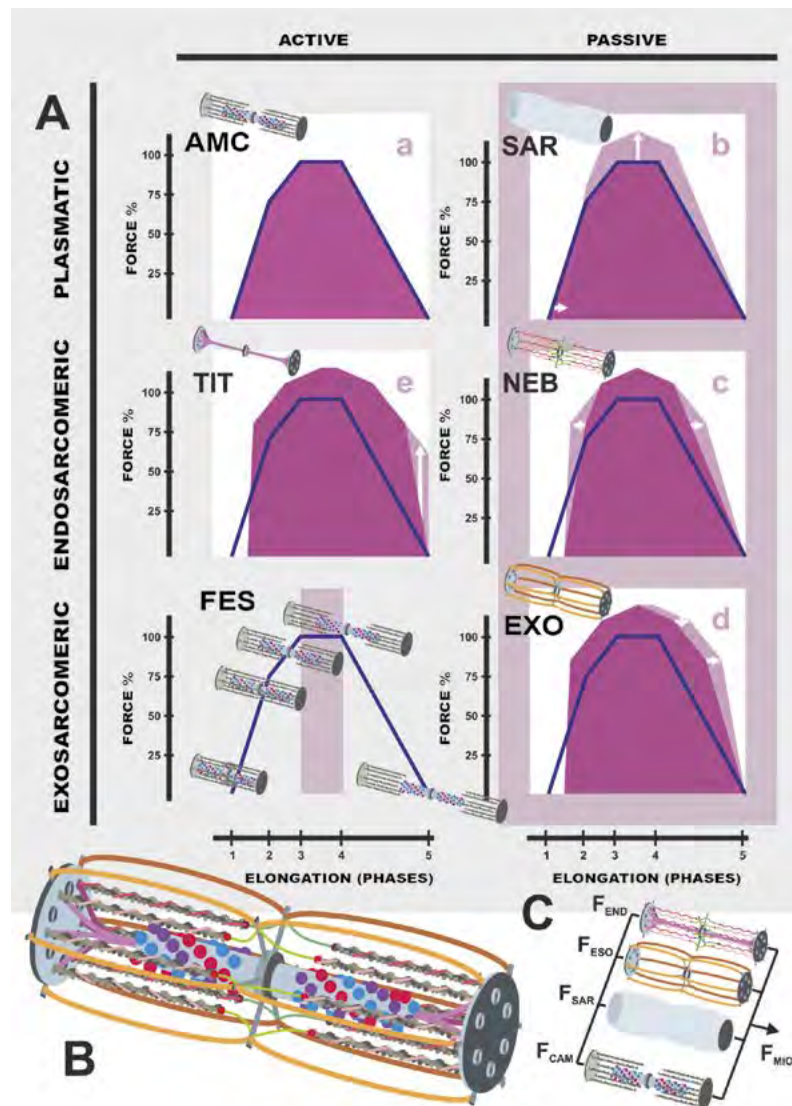 ACTIVE PASSIVE
A
PLASMATIC
AMC a
FORCE %
100
75
50
25
SAR b
FORCE %
100
75
50
25
ENDOSARCOMERIC
TIT e
FORCE %
100
75
50
25
NEB c
FORCE %
100
75
50
25
EXOSARCOMERIC
FES
FORCE %
100
75
50
25
EXO d
FORCE %
100
75
50
25
1 2 3 4 5
ELONGATION (PHASES)
1 2 3 4 5
ELONGATION (PHASES)
B
C
FEND
FESO
FSAR
FCAM
FMIO